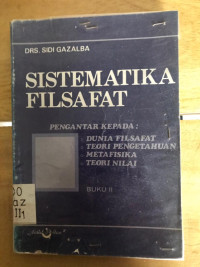 DRS. SIDI GAZALBA
SISTEMATIKA
FILSAFAT
PENGANTAR KEPADA :
- DUNIA FILSAFAT
- TEORI PENGETAHUAN
- METAFISIKA
- TEORI NILAI
BUKU II